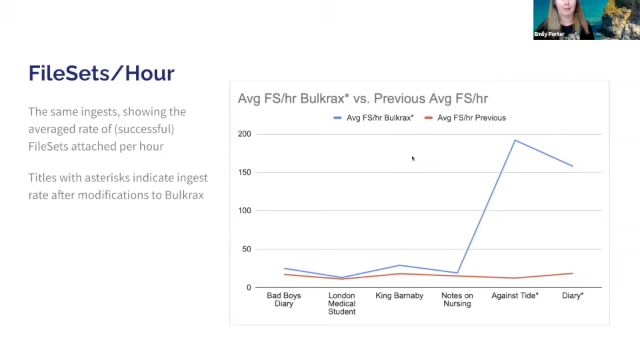 Emily Porter
FileSets/Hour
The same ingests, showing the
averaged rate of (successful)
FileSets attached per hour
Titles with asterisks indicate ingest
rate after modifications to Bulkrax
Avg FS/hr Bulkrax* vs. Previous Avg FS/hr
Avg FS/hr Bulkrax* Avg FS/hr Previous
200
150
100
50
0
Bad Boys
Diary
London
Medical
Student
King Barnaby
Notes on
Nursing
Against Tide*
Diary*